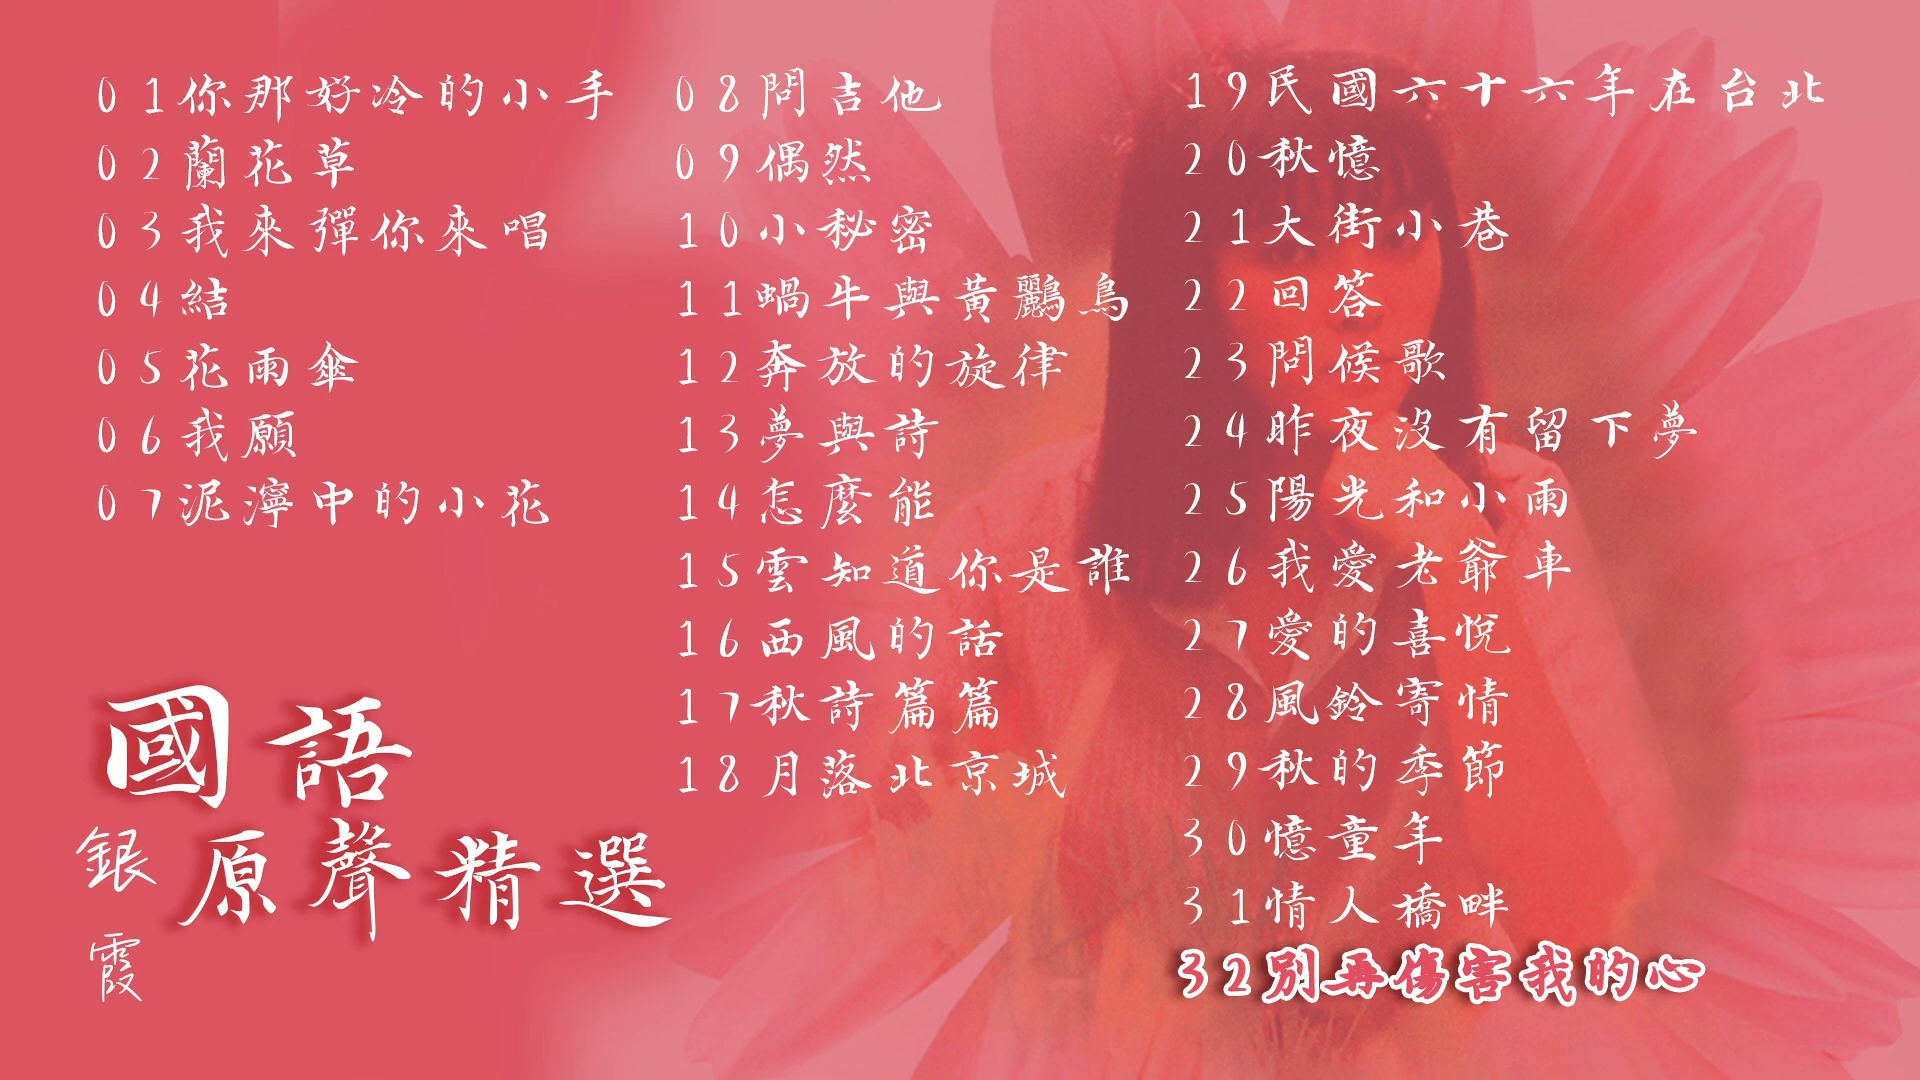 01你那好冷的小手
02蘭花草
03我來彈你來唱
04結
05花雨傘
06我願
07泥濘中的小花
08問吉他
09偶然
10小秘密
11蝸牛與黃鸝鳥
12奔放的旋律
13夢與詩
14怎麼能
15雲知道你是誰
16西風的話
17秋詩篇篇
18月落北京城
19民國六十六年在台北
20秋憶
21大街小巷
22回答
23問候歌
24昨夜沒有留下夢
25陽光和小雨
26我愛老爺車
27愛的喜悅
28風鈴寄情
29秋的季節
30憶童年
31情人橋畔
32別再傷害我的心
國語
原聲精選
銀霞